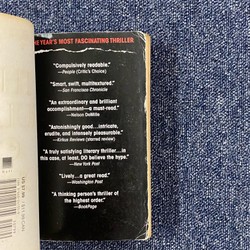 HE YEAR'S MOST FASCINATING THRILLER
"Compulsively readable."
—People (Critic's Choice)
"Smart, swift, multitextured."
—San Francisco Chronicle
"An extraordinary and brilliant
accomplishment—a must-read."
—Nelson DeMille
"Astonishingly good...intricate,
erudite, and intensely pleasurable."
—Kirkus Reviews (starred review)
"A truly satisfying literary thriller...in
this case, at least, DO believe the hype."
—New York Post
"Lively...a great read."
—Washington Post
"A thinking person's thriller of
the highest order."
—BookPage